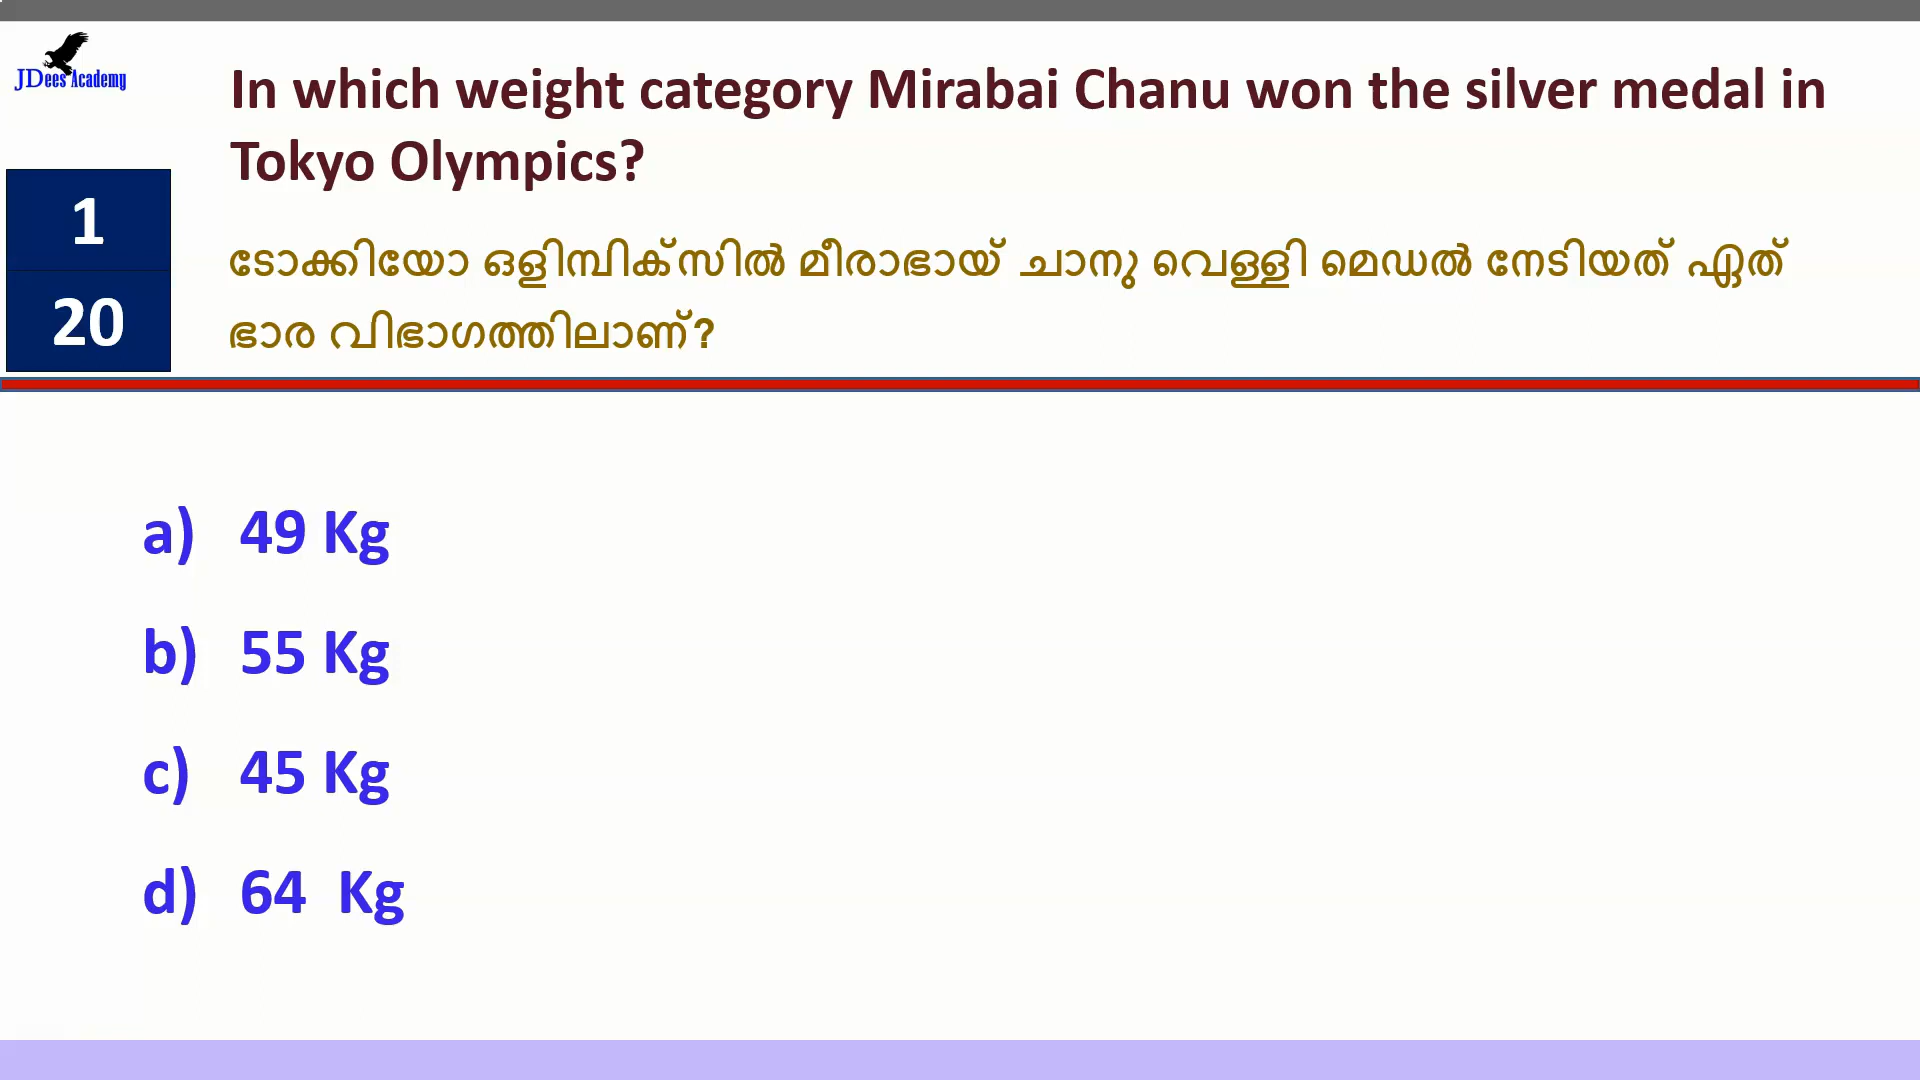 JDees Academy
In which weight category Mirabai Chanu won the silver medal in
Tokyo Olympics?
1
20
ടോക്കിയോ ഒളിമ്പിക്സിൽ മീരാഭായ് ചാനു വെള്ളി മെഡൽ നേടിയത് ഏത്
ഭാര വിഭാഗത്തിലാണ്?
a) 49 Kg
b) 55 Kg
c) 45 Kg
d) 64 Kg